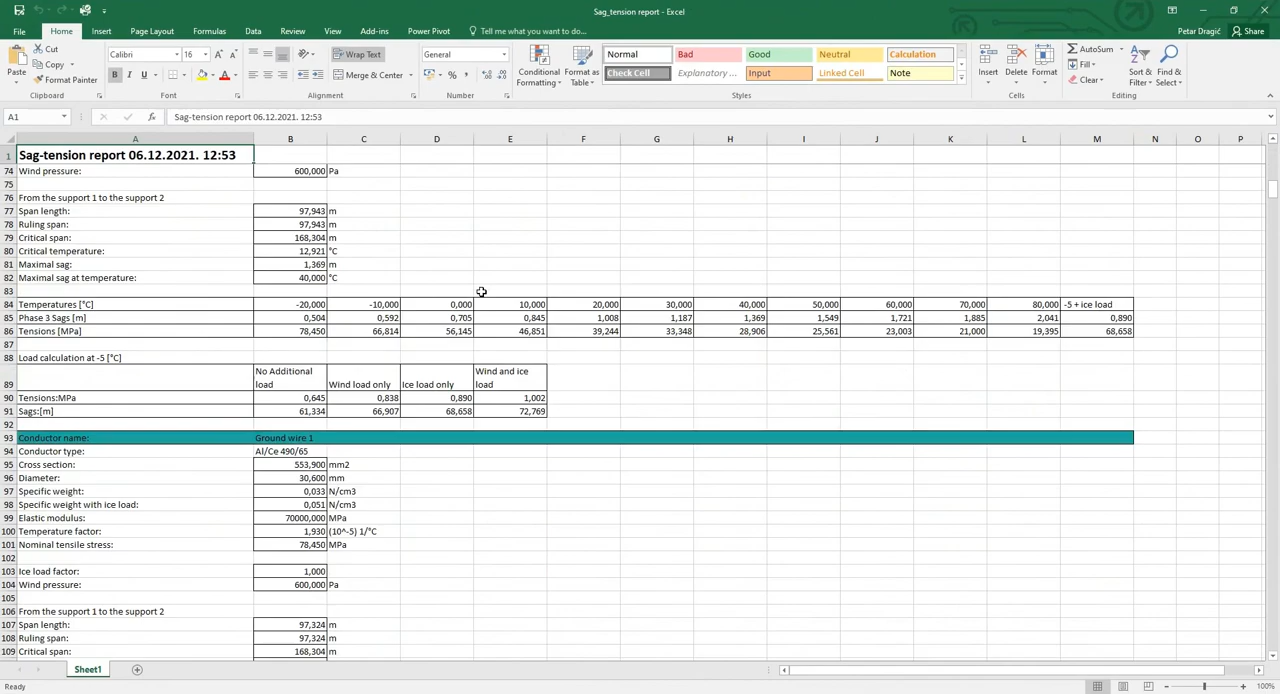 Sag_tension report - Excel
File Home Insert Page Layout Formulas Data Review View Add-ins Power Pivot Tell me what you want to do... Petar Dragić Share
Cut Calibri 16 Wrap Text General Normal Bad Good Neutral Calculation AutoSum
Copy Check Cell Explanatory ... Input Linked Cell Note Fill
Paste Format Painter B I U Merge & Center Conditional Formatting Format as Table Insert Delete Format Clear Sort & Filter Find & Select
Clipboard Font Alignment Number Styles Cells Editing
A1 fx Sag-tension report 06.12.2021. 12:53
A B C D E F G H I J K L M N O P
1 Sag-tension report 06.12.2021. 12:53
74 Wind pressure: 600,000 Pa
75
76 From the support 1 to the support 2
77 Span length: 97,943 m
78 Ruling span: 97,943 m
79 Critical span: 168,304 m
80 Critical temperature: 12,921 °C
81 Maximal sag: 1,369 m
82 Maximal sag at temperature: 40,000 °C
83
84 Temperatures [°C] -20,000 -10,000 0,000 10,000 20,000 30,000 40,000 50,000 60,000 70,000 80,000 -5 + ice load
85 Phase 3 Sags [m] 0,504 0,592 0,705 0,845 1,008 1,187 1,369 1,549 1,721 1,885 2,041 0,890
86 Tensions [MPa] 78,450 66,814 56,145 46,851 39,244 33,348 28,906 25,561 23,003 21,000 19,395 68,658
87
88 Load calculation at -5 [°C]
No Additional Wind and ice
89 load Wind load only Ice load only load
90 Tensions:MPa 0,645 0,838 0,890 1,002
91 Sags:[m] 61,334 66,907 68,658 72,769
92
93 Conductor name: Ground wire 1
94 Conductor type: Al/Ce 490/65
95 Cross section: 553,900 mm2
96 Diameter: 30,600 mm
97 Specific weight: 0,033 N/cm3
98 Specific weight with ice load: 0,051 N/cm3
99 Elastic modulus: 70000,000 MPa
100 Temperature factor: 1,930 (10^-5) 1/°C
101 Nominal tensile stress: 78,450 MPa
102
103 Ice load factor: 1,000
104 Wind pressure: 600,000 Pa
105
106 From the support 1 to the support 2
107 Span length: 97,324 m
108 Ruling span: 97,324 m
109 Critical span: 168,304 m
Sheet1
Ready 100%